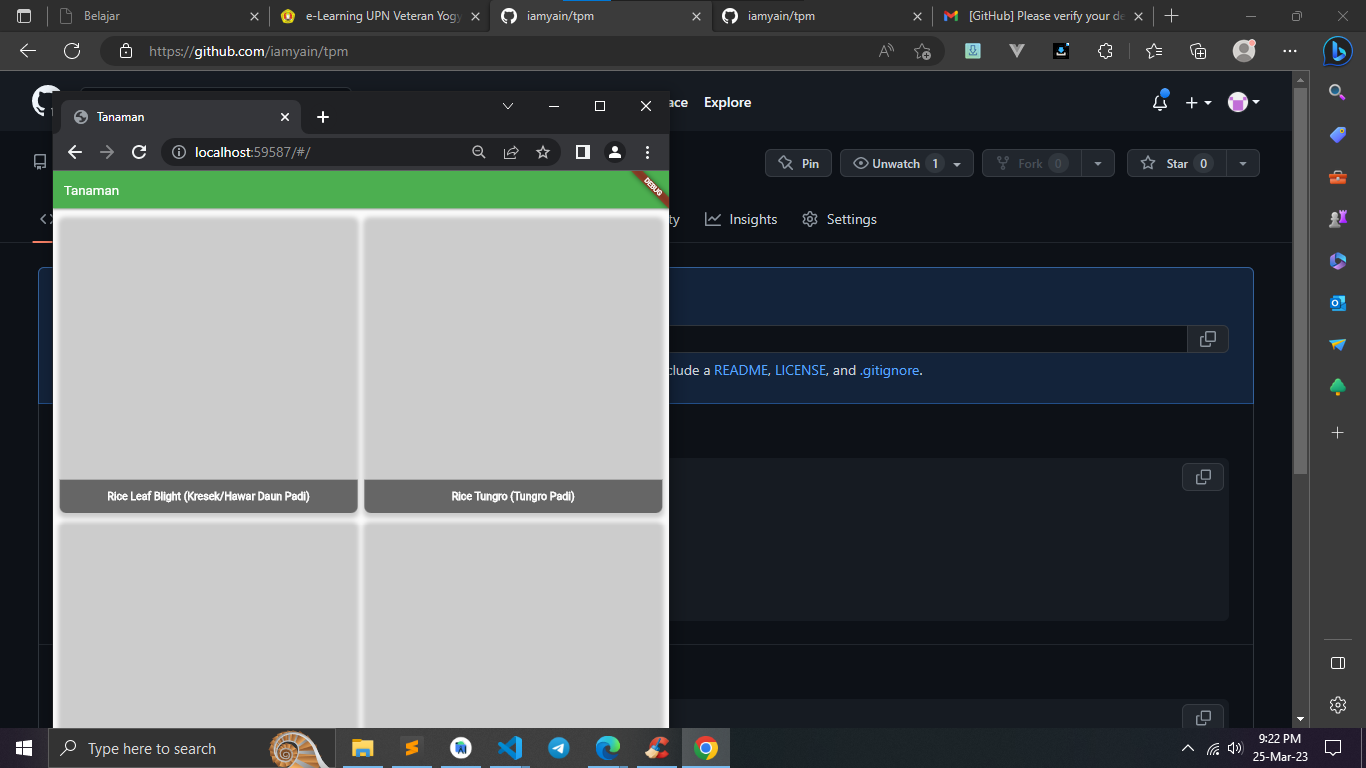 Belajar
e-Learning UPN Veteran Yogy
iamyain/tpm
iamyain/tpm
[GitHub] Please verify your de
https://github.com/iamyain/tpm
ace Explore
Pin
Unwatch 1
Fork 0
Star 0
ty
Insights
Settings
clude a README, LICENSE, and .gitignore.
Tanaman
localhost:59587/#/
Tanaman
DEBUG
Rice Leaf Blight (Kresek/Hawar Daun Padi)
Rice Tungro (Tungro Padi)
Type here to search
9:22 PM
25-Mar-23